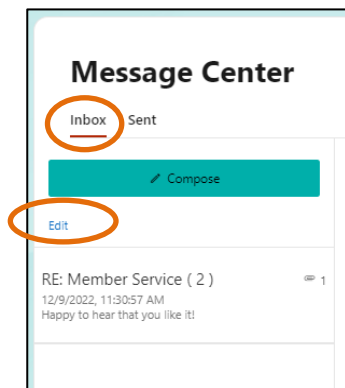 Message Center
Inbox Sent
Compose
Edit
RE: Member Service ( 2 ) 1
12/9/2022, 11:30:57 AM
Happy to hear that you like it!